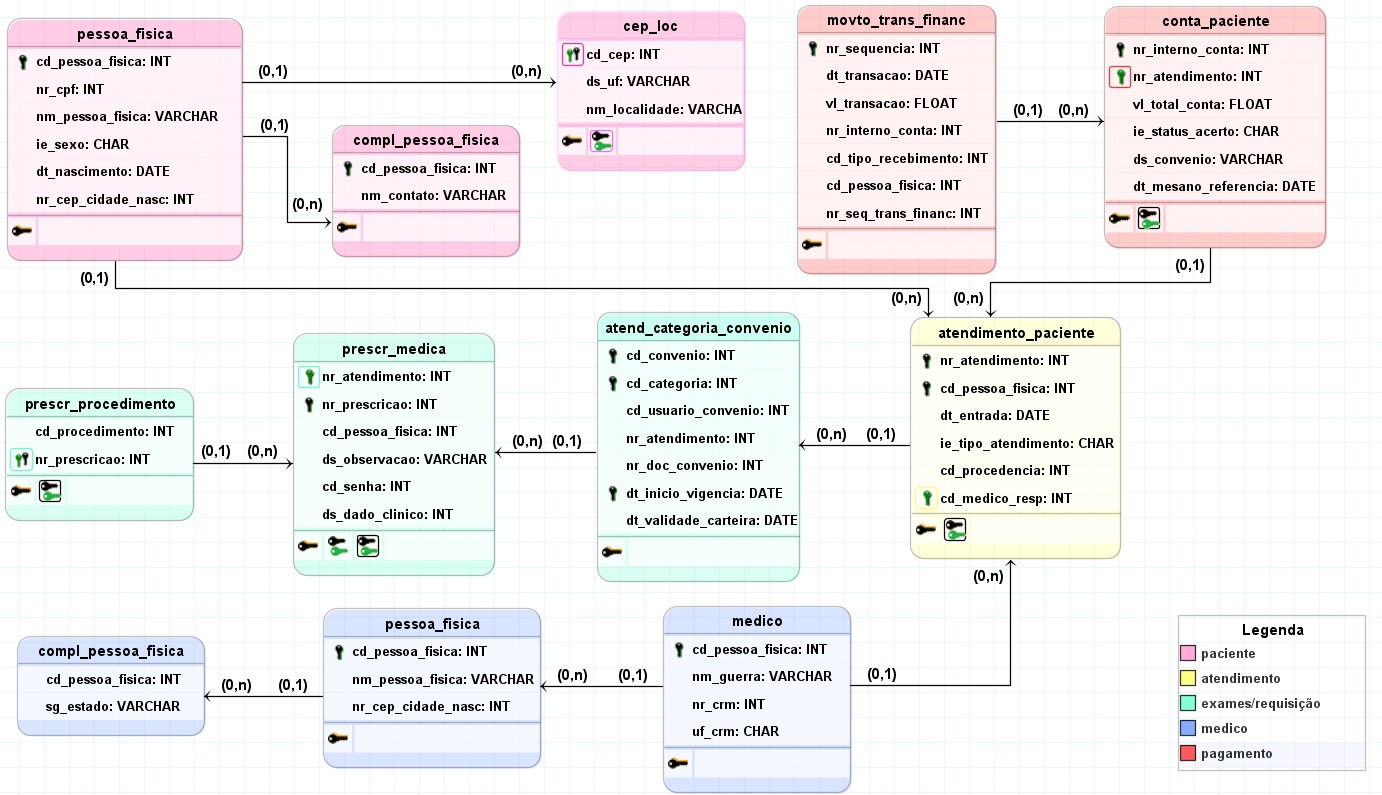 pessoa_fisica
cd_pessoa_fisica: INT
nr_cpf: INT
nm_pessoa_fisica: VARCHAR
ie_sexo: CHAR
dt_nascimento: DATE
nr_cep_cidade_nasc: INT
(0,1)
(0,n)
cep_loc
cd_cep: INT
ds_uf: VARCHAR
nm_localidade: VARCHA
(0,1)
(0,n)
compl_pessoa_fisica
cd_pessoa_fisica: INT
nm_contato: VARCHAR
movto_trans_financ
nr_sequencia: INT
dt_transacao: DATE
vl_transacao: FLOAT
nr_interno_conta: INT
cd_tipo_recebimento: INT
cd_pessoa_fisica: INT
nr_seq_trans_financ: INT
(0,1)
(0,n)
conta_paciente
nr_interno_conta: INT
nr_atendimento: INT
vl_total_conta: FLOAT
ie_status_acerto: CHAR
ds_convenio: VARCHAR
dt_mesano_referencia: DATE
(0,1)
(0,n)
(0,1)
(0,n)
prescr_procedimento
cd_procedimento: INT
nr_prescricao: INT
(0,1)
(0,n)
prescr_medica
nr_atendimento: INT
nr_prescricao: INT
cd_pessoa_fisica: INT
ds_observacao: VARCHAR
cd_senha: INT
ds_dado_clinico: INT
(0,n)
(0,1)
atend_categoria_convenio
cd_convenio: INT
cd_categoria: INT
cd_usuario_convenio: INT
nr_atendimento: INT
nr_doc_convenio: INT
dt_inicio_vigencia: DATE
dt_validade_carteira: DATE
(0,n)
(0,1)
atendimento_paciente
nr_atendimento: INT
cd_pessoa_fisica: INT
dt_entrada: DATE
ie_tipo_atendimento: CHAR
cd_procedencia: INT
cd_medico_resp: INT
(0,n)
compl_pessoa_fisica
cd_pessoa_fisica: INT
sg_estado: VARCHAR
(0,n)
(0,1)
pessoa_fisica
cd_pessoa_fisica: INT
nm_pessoa_fisica: VARCHAR
nr_cep_cidade_nasc: INT
(0,n)
(0,1)
medico
cd_pessoa_fisica: INT
nm_guerra: VARCHAR
nr_crm: INT
uf_crm: CHAR
(0,1)
Legenda
paciente
atendimento
exames/requisição
medico
pagamento